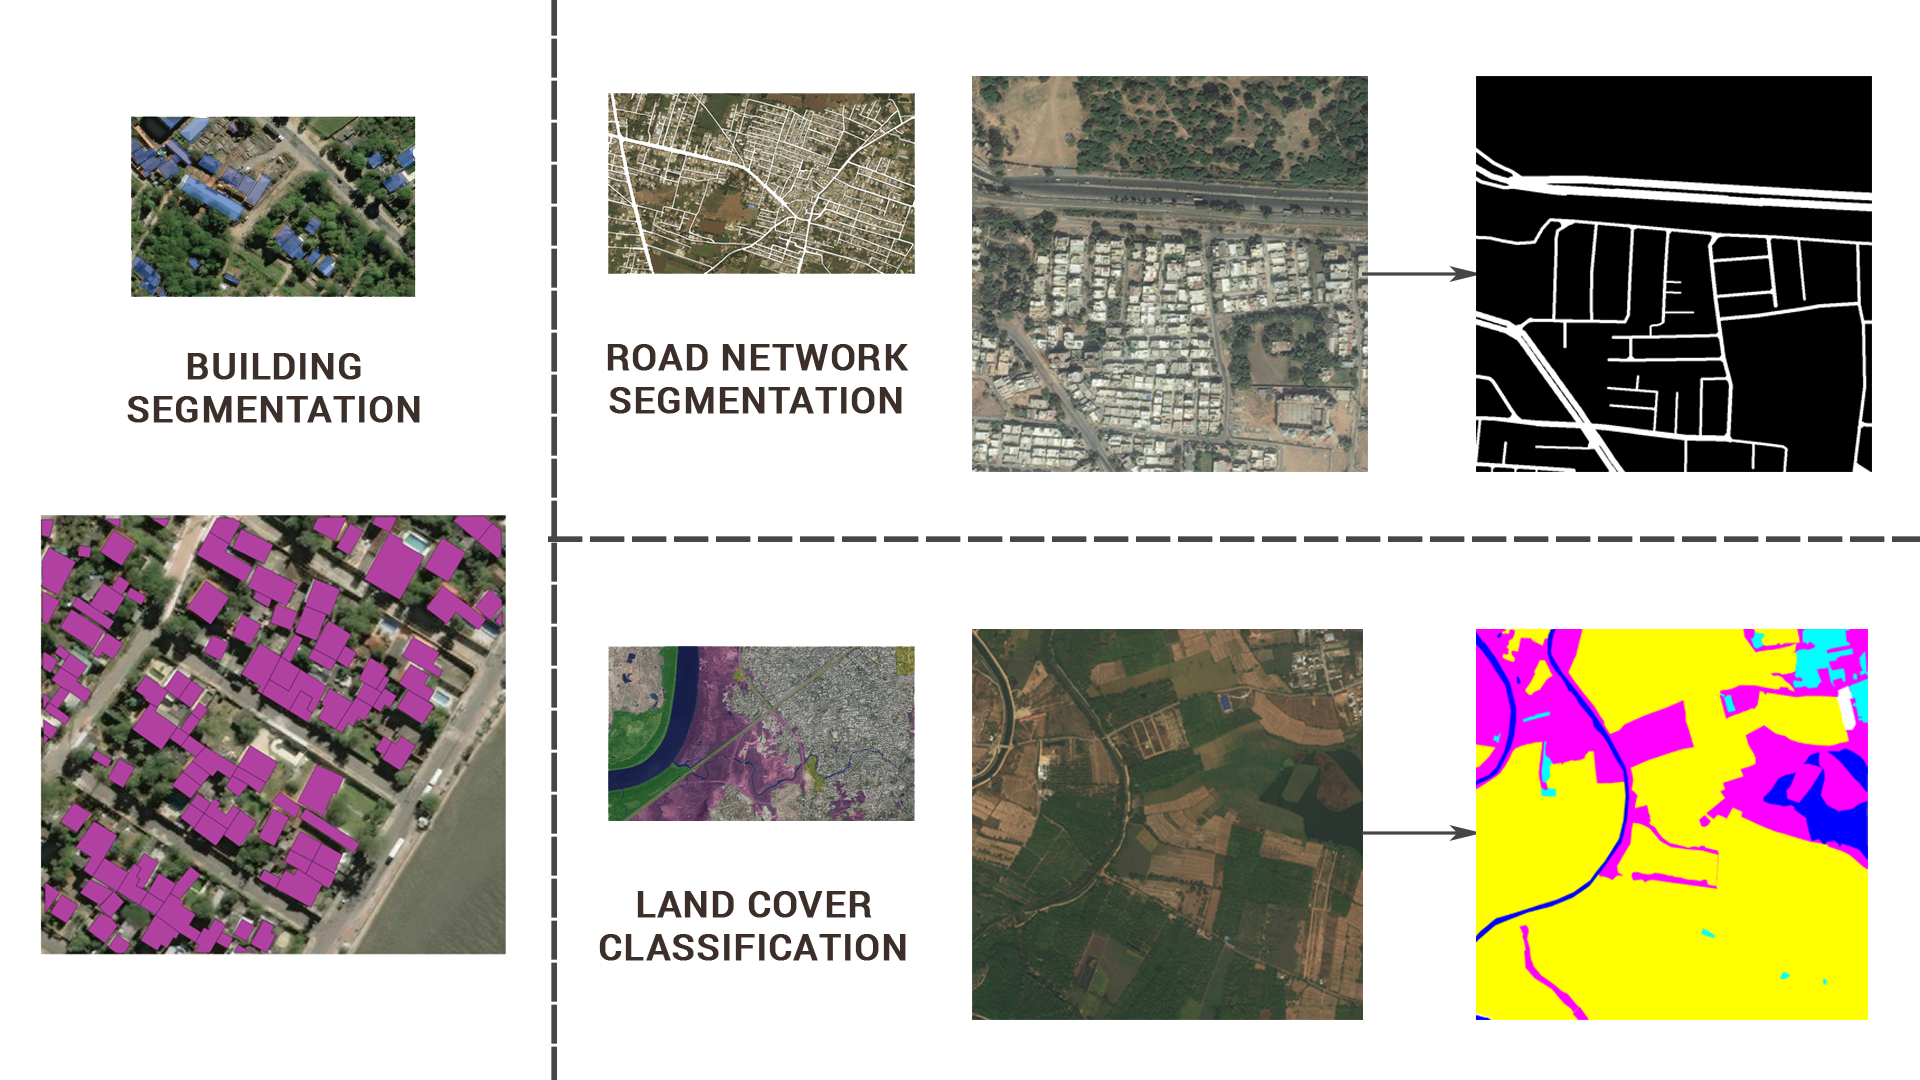 BUILDING
SEGMENTATION
ROAD NETWORK
SEGMENTATION
LAND COVER
CLASSIFICATION